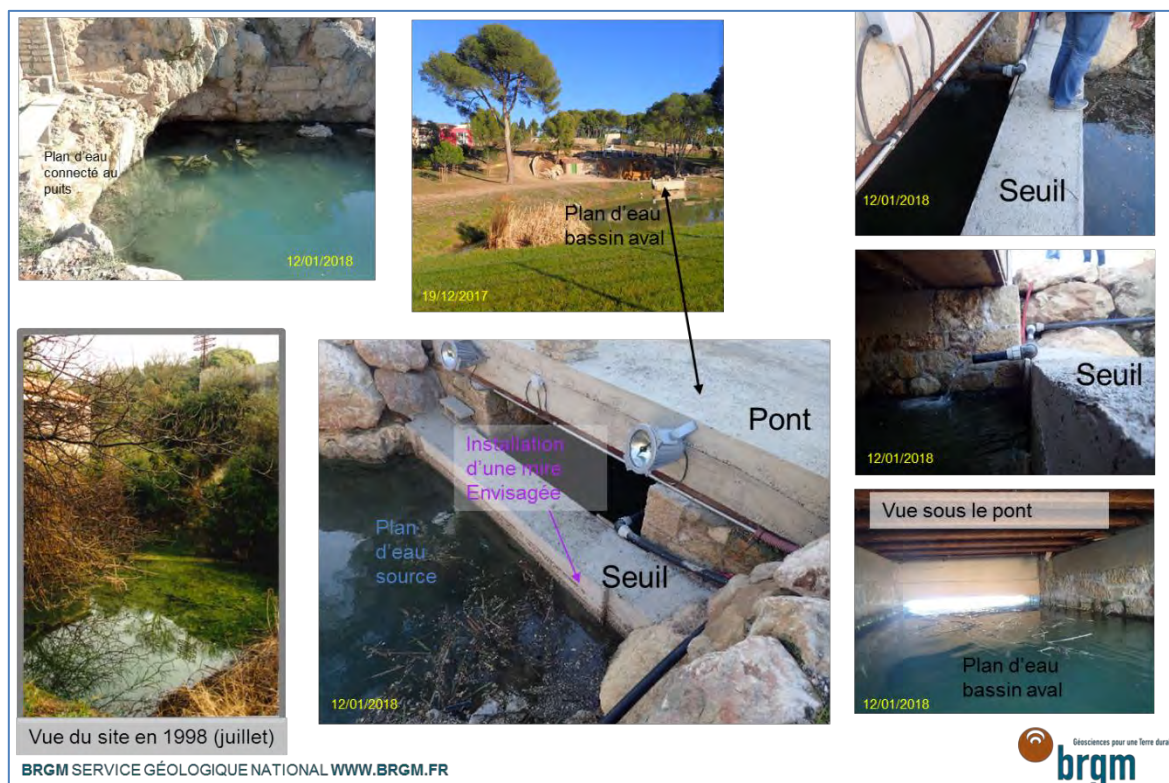 Plan d'eau
connecté au
puits
12/01/2018
Plan d'eau
bassin aval
19/12/2017
Seuil
12/01/2018
Seuil
12/01/2018
Vue du site en 1998 (juillet)
Pont
Installation
d'une mire
Envisagée
Plan
d'eau
source
Seuil
12/01/2018
Vue sous le pont
Plan d'eau
bassin aval
12/01/2018
BRGM SERVICE GÉOLOGIQUE NATIONAL WWW.BRGM.FR
Géosciences pour une Terre dura
brgm